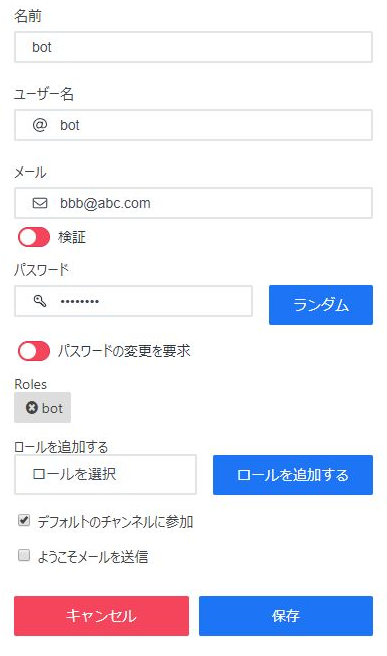 名前
bot
ユーザー名
@ bot
メール
bbb@abc.com
検証
パスワード
•••••••• ランダム
パスワードの変更を要求
Roles
bot
ロールを追加する
ロールを選択 ロールを追加する
デフォルトのチャンネルに参加
ようこそメールを送信
キャンセル 保存